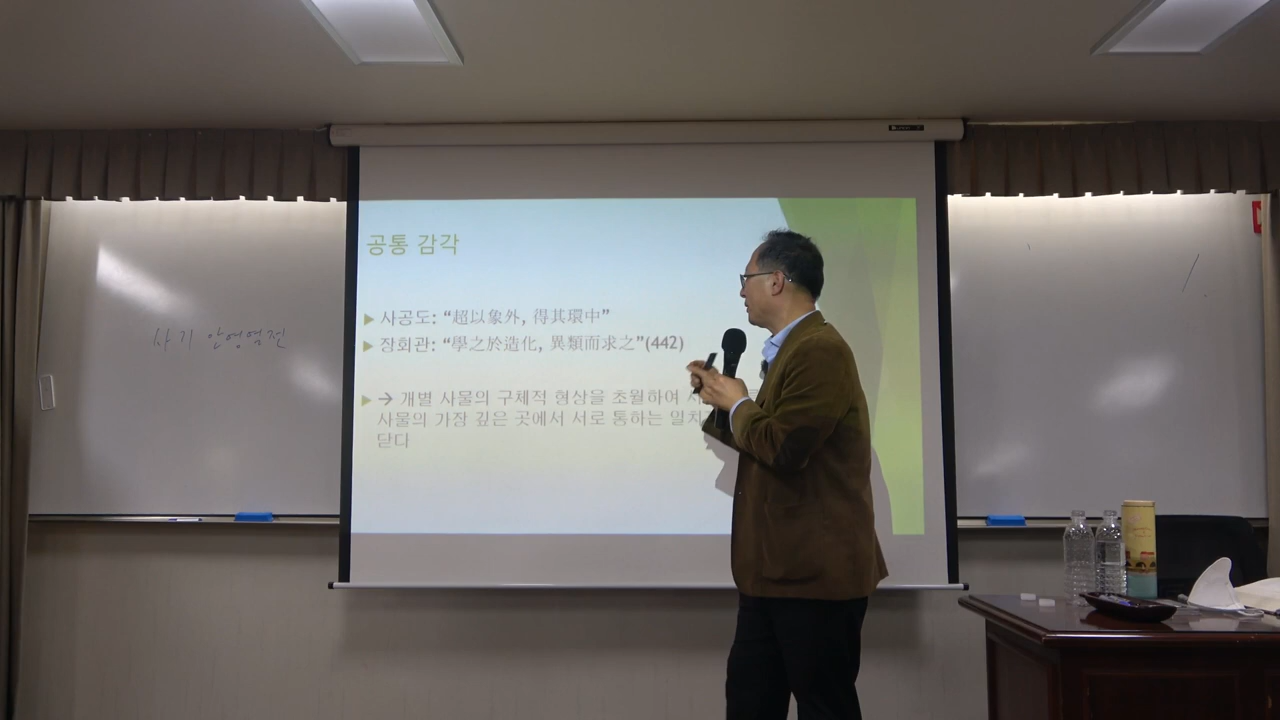 공통 감각
사공도: “超以象外, 得其環中”
장회관: “學之於造化, 異類而求之”(442)
→ 개별 사물의 구체적 형상을 초월하여
사물의 가장 깊은 곳에서 서로 통하는 일치
닫다
사기 안영열전